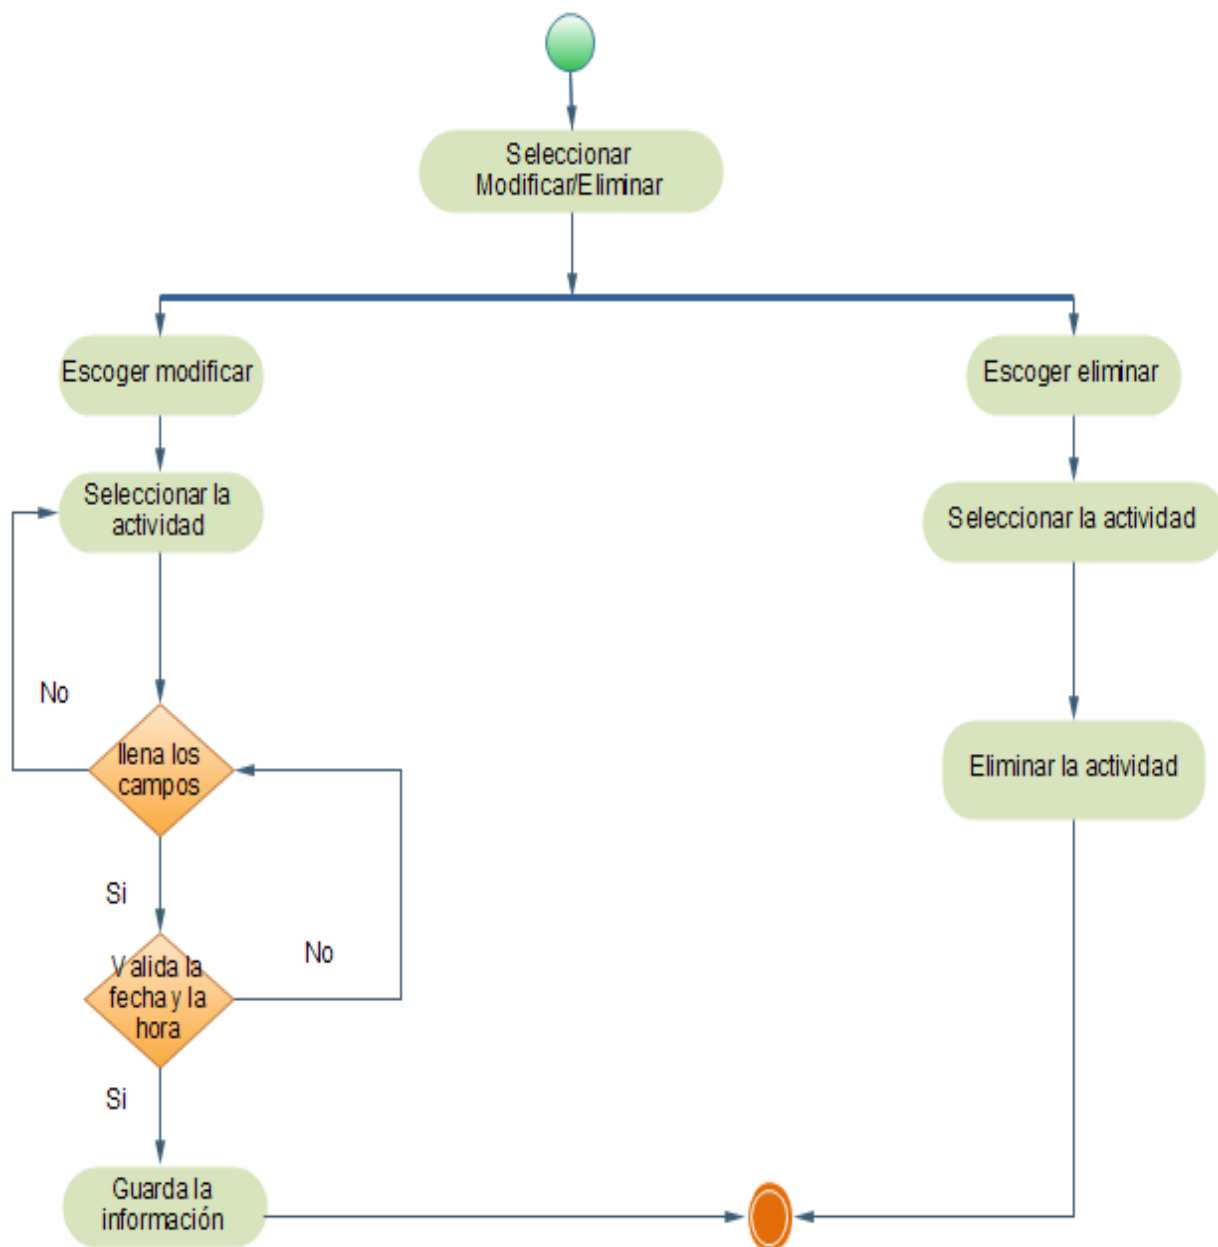 Seleccionar
Modificar/Eliminar
Escoger modificar
Escoger eliminar
Seleccionar la
actividad
Seleccionar la actividad
No
llena los
campos
Eliminar la actividad
Si
No
Valida la
fecha y la
hora
Si
Guarda la
información